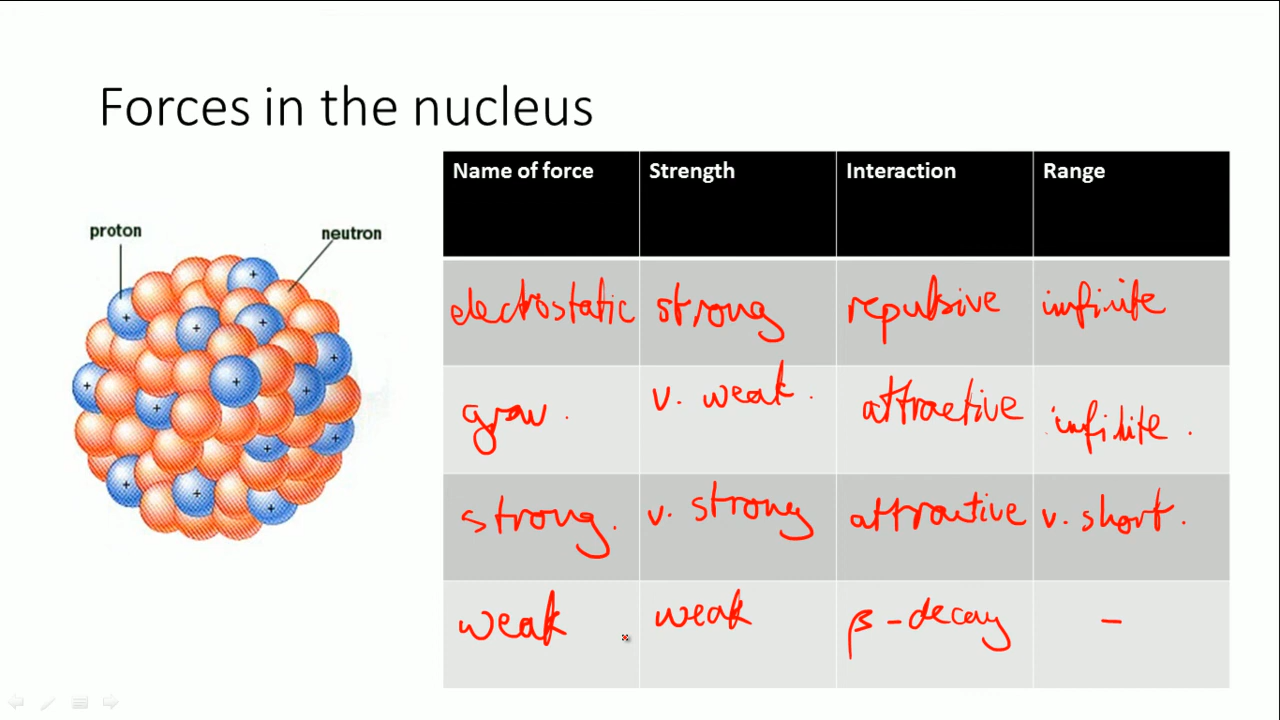 Forces in the nucleus
proton
neutron
Name of force Strength Interaction Range
electrostatic strong repulsive infinite
grav. v. weak. attractive infinite.
strong. v. strong attractive v. short.
weak weak β-decay –